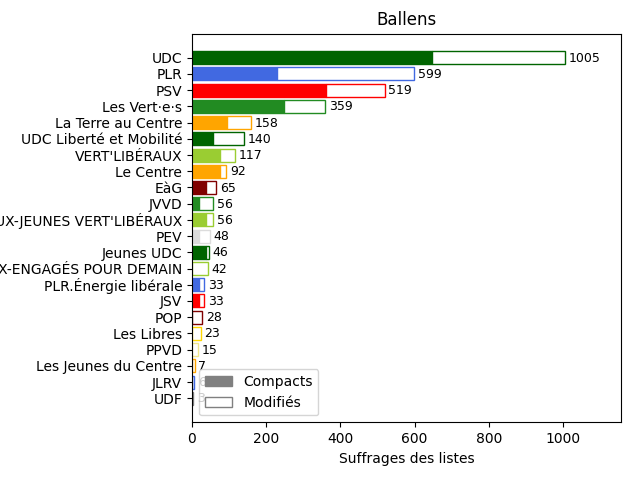 Ballens
UDC 1005
PLR 599
PSV 519
Les Vert·e·s 359
La Terre au Centre 158
UDC Liberté et Mobilité 140
VERT'LIBÉRAUX 117
Le Centre 92
EàG 65
JVVD 56
UX-JEUNES VERT'LIBÉRAUX 56
PEV 48
Jeunes UDC 46
X-ENGAGÉS POUR DEMAIN 42
PLR.Énergie libérale 33
JSV 33
POP 28
Les Libres 23
PPVD 15
Les Jeunes du Centre 7
JLRV
UDF
Compacts
Modifiés
0 200 400 600 800 1000
Suffrages des listes